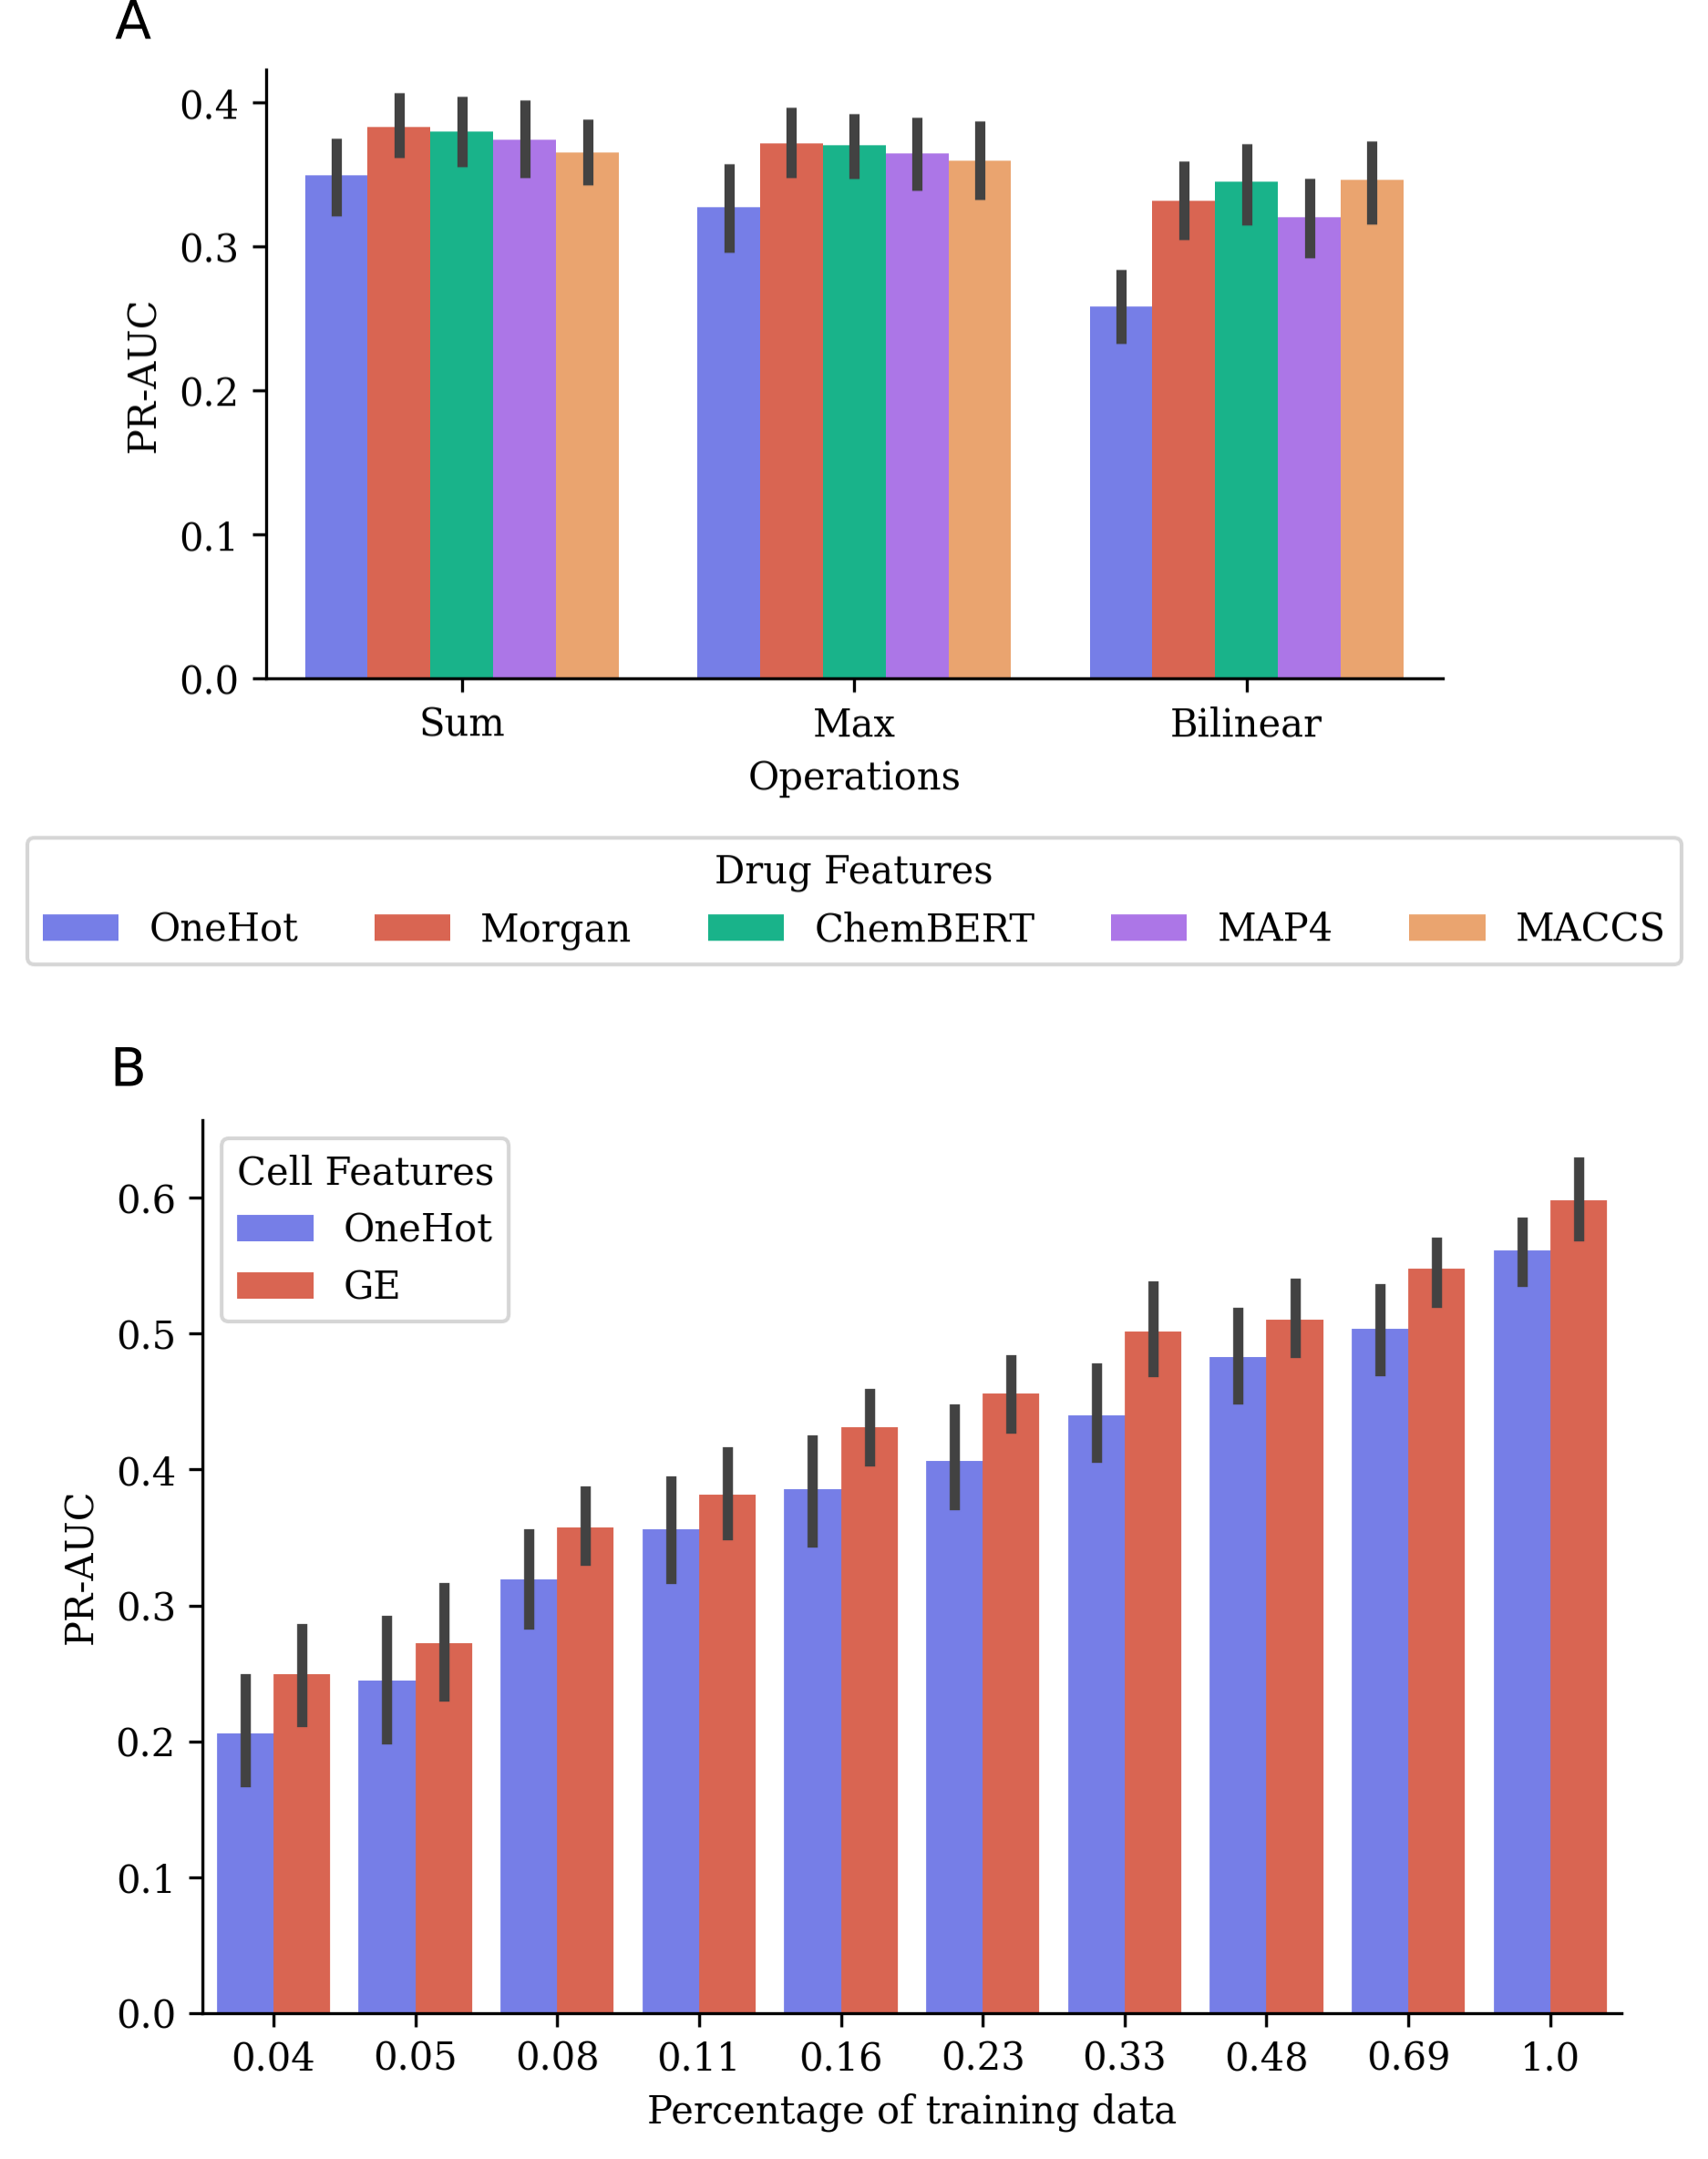 A
0.4
0.3
0.2
0.1
0.0
PR-AUC
Sum Max Bilinear
Operations
Drug Features
OneHot Morgan ChemBERT MAP4 MACCS
B
Cell Features
OneHot
GE
0.6
0.5
0.4
0.3
0.2
0.1
0.0
PR-AUC
0.04 0.05 0.08 0.11 0.16 0.23 0.33 0.48 0.69 1.0
Percentage of training data